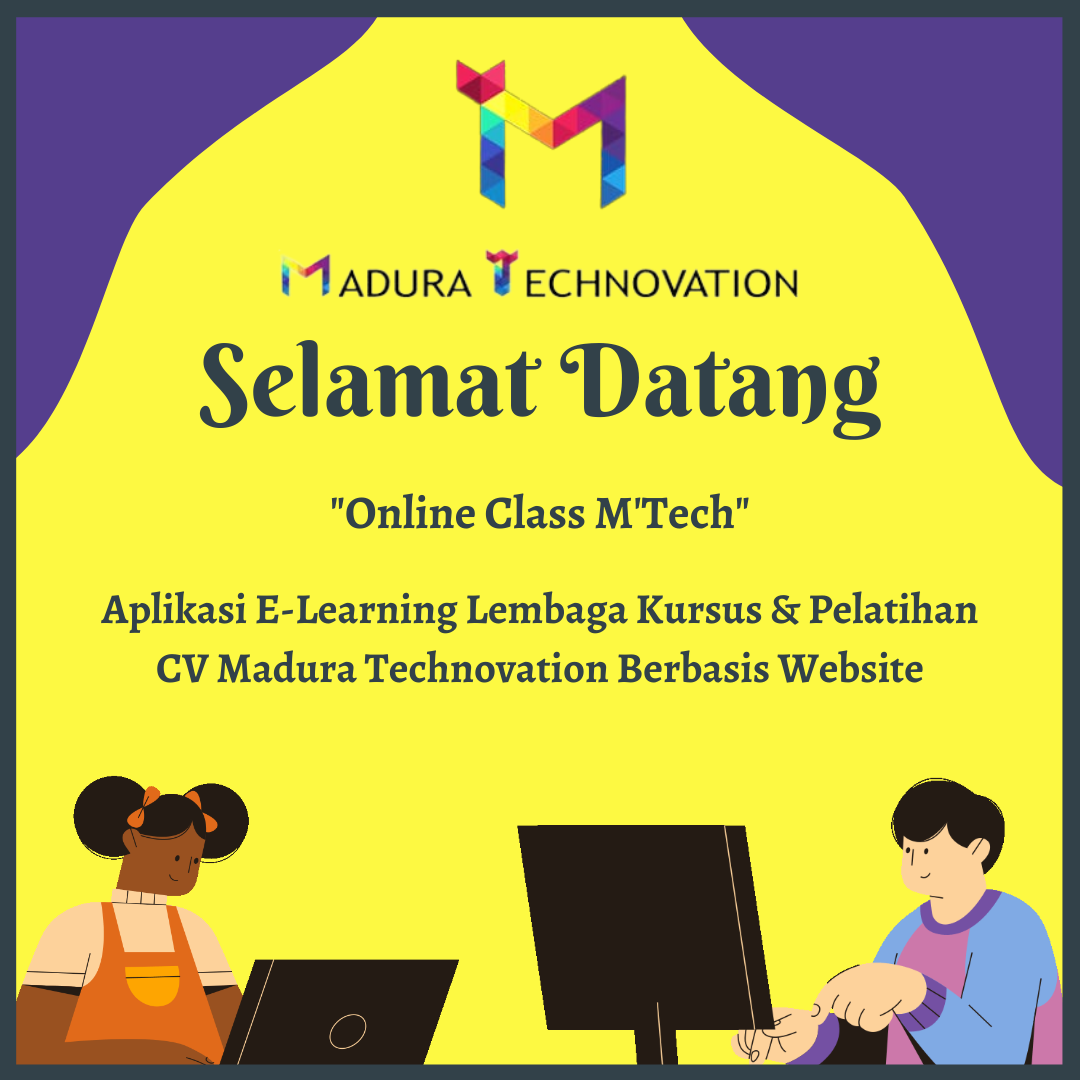 MADURA TECHNOVATION
Selamat Datang
"Online Class M'Tech"
Aplikasi E-Learning Lembaga Kursus & Pelatihan
CV Madura Technovation Berbasis Website